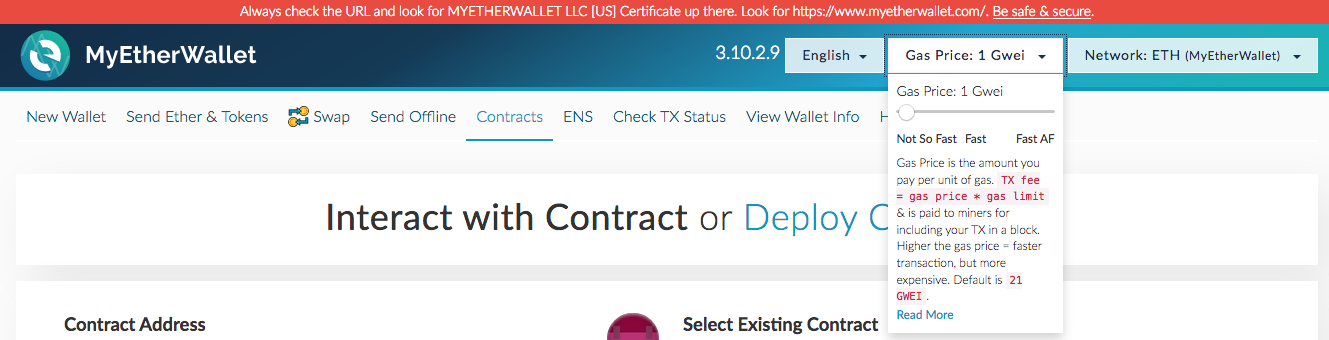 Always check the URL and look for MYETHERWALLET LLC [US] Certificate up there. Look for https://www.myetherwallet.com/. Be safe & secure.
MyEtherWallet
3.10.2.9
English
Gas Price: 1 Gwei
Network: ETH (MyEtherWallet)
New Wallet
Send Ether & Tokens
Swap
Send Offline
Contracts
ENS
Check TX Status
View Wallet Info
H
Gas Price: 1 Gwei
Not So Fast Fast Fast AF
Gas Price is the amount you
pay per unit of gas. TX fee
= gas price * gas limit
& is paid to miners for
including your TX in a block.
Higher the gas price = faster
transaction, but more
expensive. Default is 21
GWEI.
Read More
Interact with Contract or Deploy C
Contract Address
Select Existing Contract